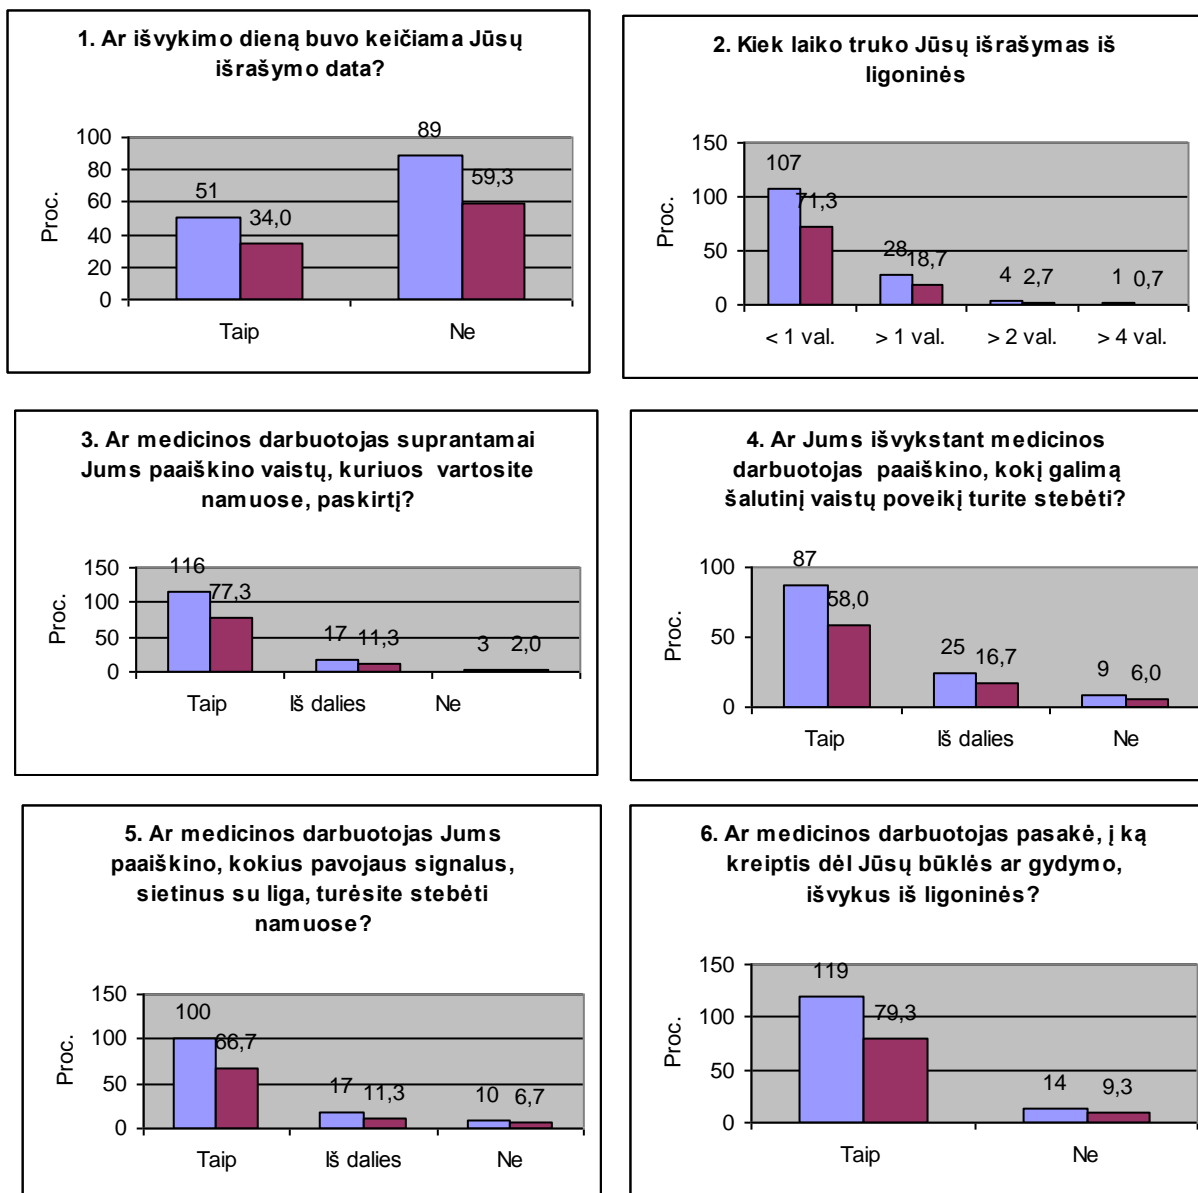 1. Ar išvykimo dieną buvo keičiama Jūsų
išrašymo data?
Proc.
100
80
60
40
20
0
51
34,0
89
59,3
Taip
Ne
2. Kiek laiko truko Jūsų išrašymas iš
ligoninės
Proc.
150
100
50
0
107
71,3
28
18,7
4
2,7
1
0,7
< 1 val.
> 1 val.
> 2 val.
> 4 val.
3. Ar medicinos darbuotojas suprantamai
Jums paaiškino vaistų, kuriuos vartosite
namuose, paskirtį?
Proc.
150
100
50
0
116
77,3
17
11,3
3
2,0
Taip
Iš dalies
Ne
4. Ar Jums išvykstant medicinos
darbuotojas paaiškino, kokį galimą
šalutinį vaistų poveikį turite stebėti?
Proc.
100
50
0
87
58,0
25
16,7
9
6,0
Taip
Iš dalies
Ne
5. Ar medicinos darbuotojas Jums
paaiškino, kokius pavojaus signalus,
sietinus su liga, turėsite stebėti
namuose?
Proc.
150
100
50
0
100
66,7
17
11,3
10
6,7
Taip
Iš dalies
Ne
6. Ar medicinos darbuotojas pasakė, į ką
kreiptis dėl Jūsų būklės ar gydymo,
išvykus iš ligoninės?
Proc.
150
100
50
0
119
79,3
14
9,3
Taip
Ne